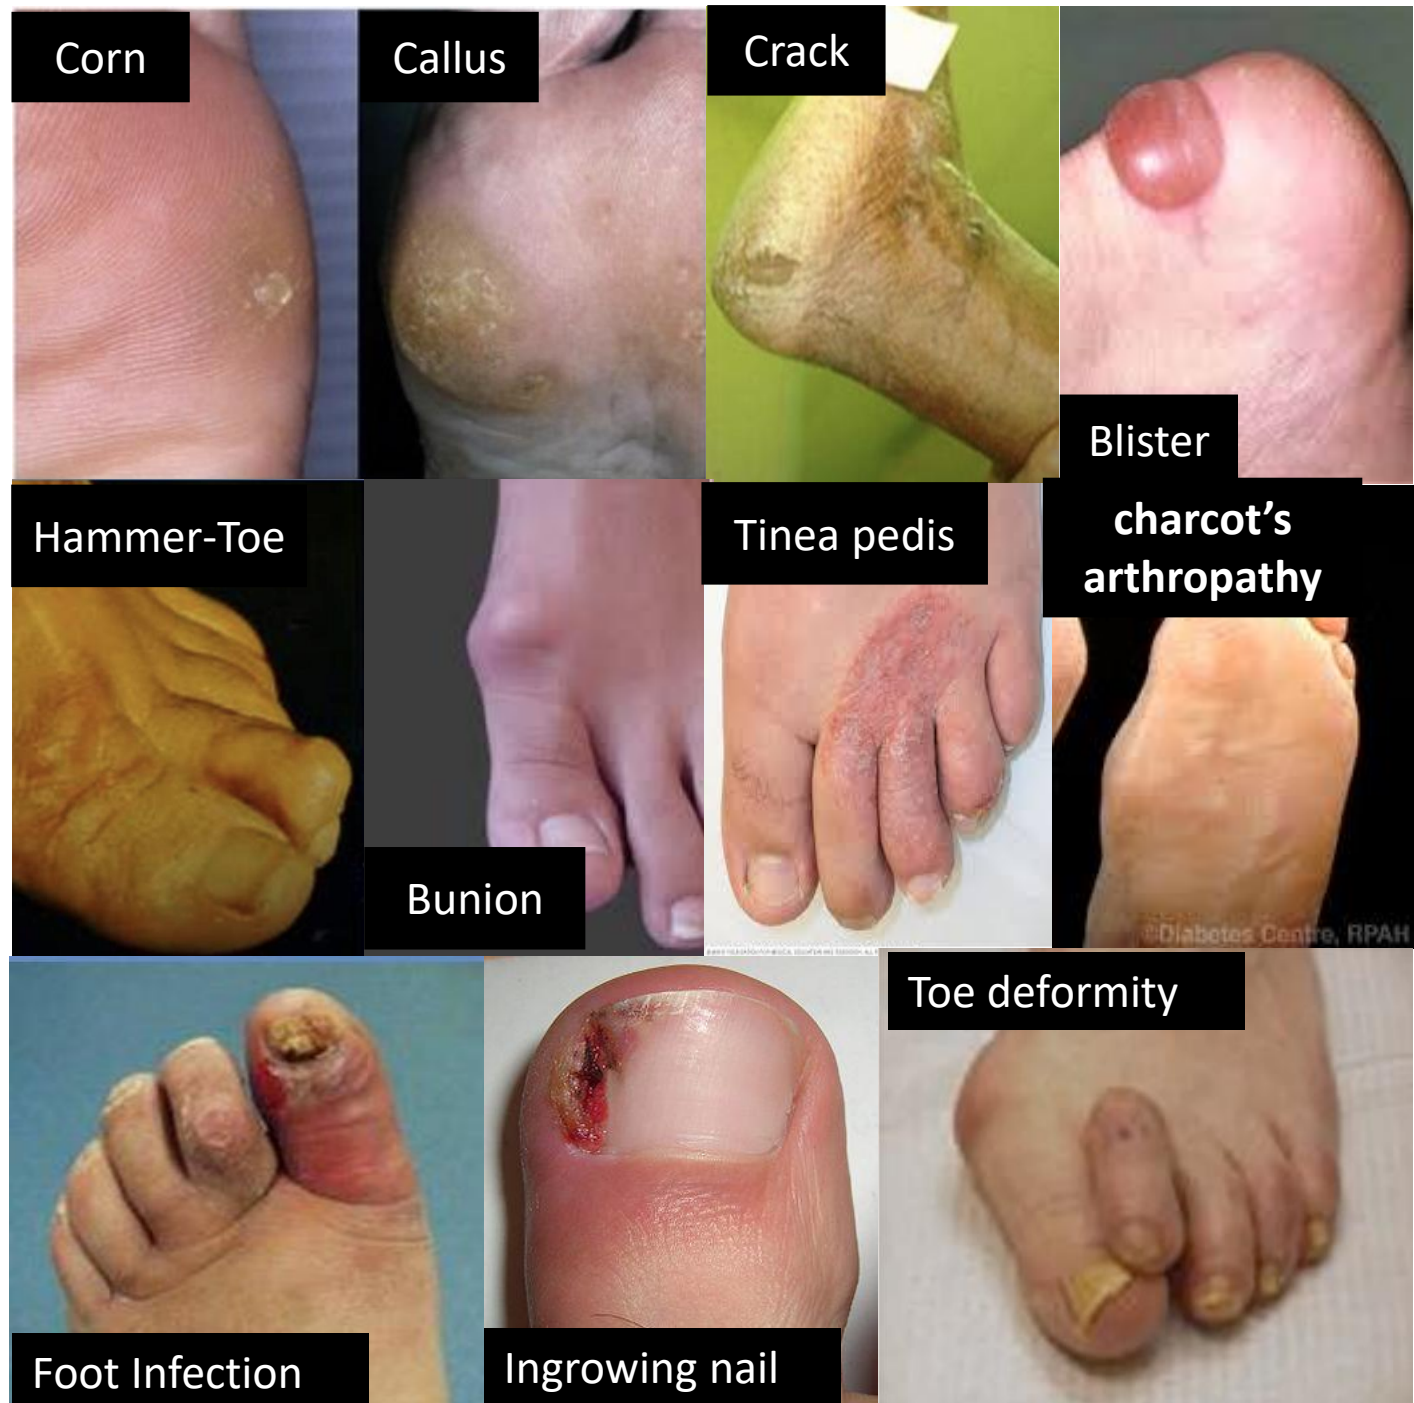 Corn
Callus
Crack
Blister
Hammer-Toe
Bunion
Tinea pedis
charcot’s
arthropathy
©Diabetes Centre, RPAH
Foot Infection
Ingrowing nail
Toe deformity